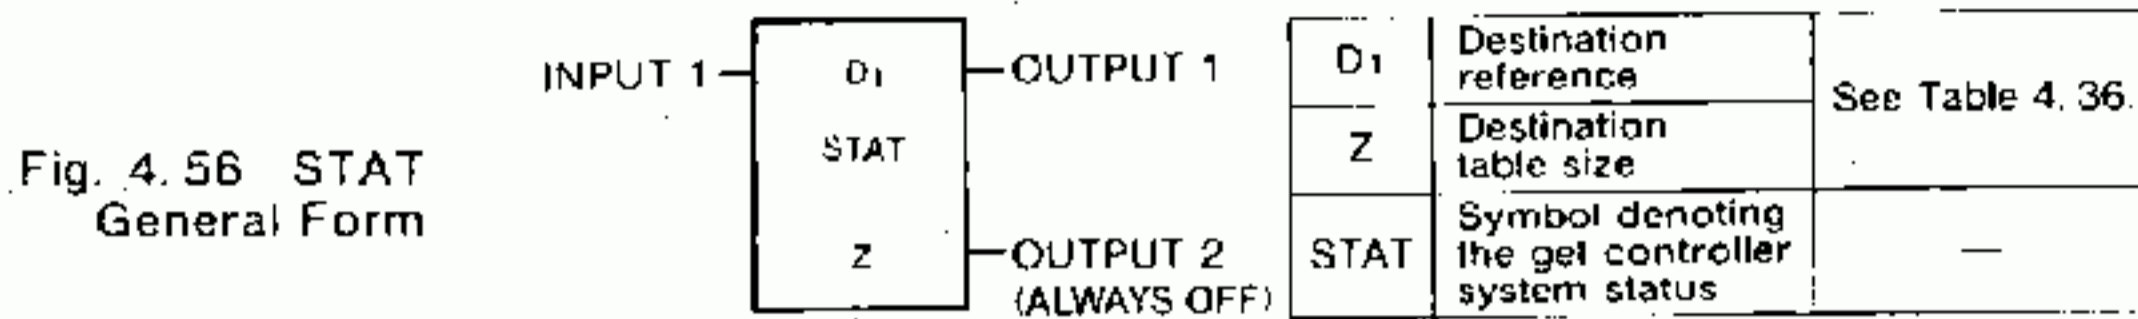 Fig. 4.56 STAT
General Form
INPUT 1
D1
STAT
Z
OUTPUT 1
OUTPUT 2
(ALWAYS OFF)
D1
Destination
reference
See Table 4.36.
Z
Destination
table size
STAT
Symbol denoting
the get controller
system status
—